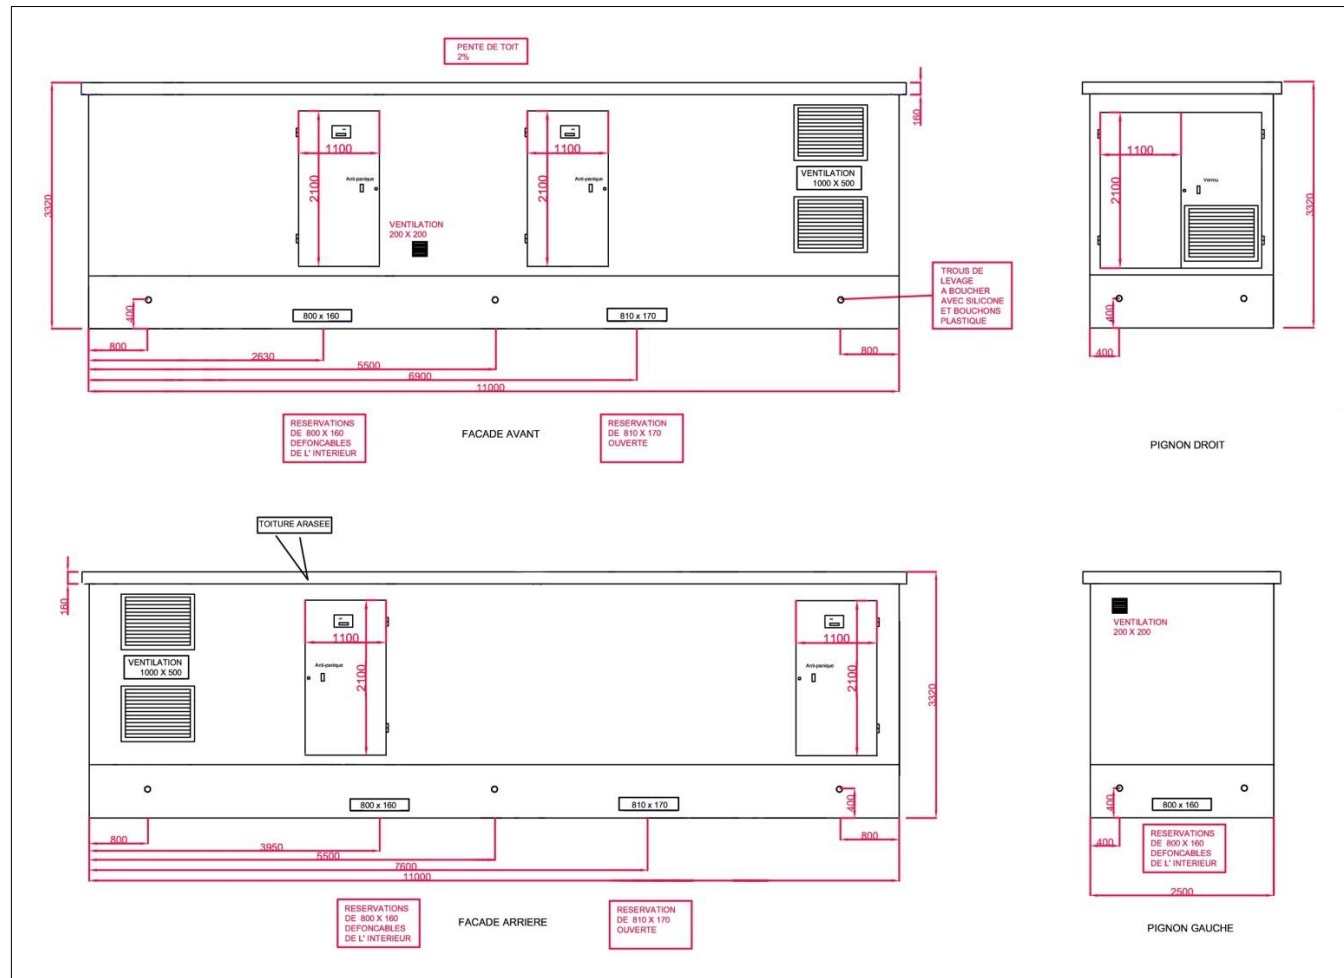 PENTE DE TOIT
2%
160
3320
1100
2100
Anti-panique
VENTILATION
200 X 200
1100
2100
Anti-panique
VENTILATION
1000 X 500
400
800 x 160
810 x 170
TROUS DE
LEVAGE
A BOUCHER
AVEC SILICONE
ET BOUCHONS
PLASTIQUE
800
2630
5500
6900
11000
800
RESERVATIONS
DE 800 X 160
DEFONCABLES
DE L' INTERIEUR
FACADE AVANT
RESERVATION
DE 810 X 170
OUVERTE
1100
2100
Ventou
3320
400
400
PIGNON DROIT
TOITURE ARASEE
160
VENTILATION
1000 X 500
1100
2100
Anti-panique
1100
2100
Anti-panique
3320
800 x 160
810 x 170
400
800
3950
5500
7600
11000
800
RESERVATIONS
DE 800 X 160
DEFONCABLES
DE L' INTERIEUR
FACADE ARRIERE
RESERVATION
DE 810 X 170
OUVERTE
VENTILATION
200 X 200
400
800 x 160
400
RESERVATIONS
DE 800 X 160
DEFONCABLES
DE L' INTERIEUR
2500
PIGNON GAUCHE